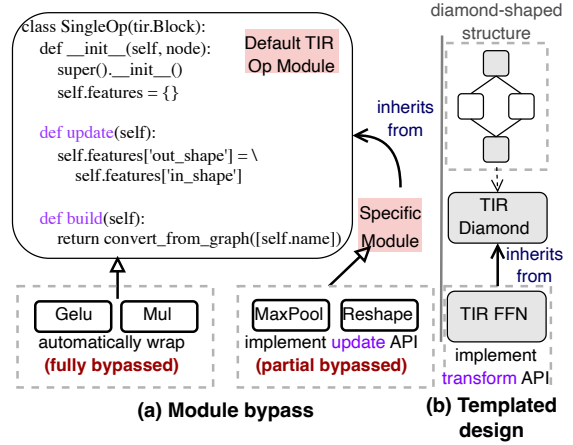 class SingleOp(tir.Block):
def __init__(self, node):
super().__init__()
self.features = {}
def update(self):
self.features['out_shape'] = \
self.features['in_shape']
def build(self):
return convert_from_graph([self.name])
Default TIR
Op Module
inherits
from
Specific
Module
Gelu
Mul
automatically wrap
(fully bypassed)
MaxPool
Reshape
implement update API
(partial bypassed)
(a) Module bypass
diamond-shaped
structure
TIR
Diamond
inherits
from
TIR FFN
implement
transform API
(b) Templated
design